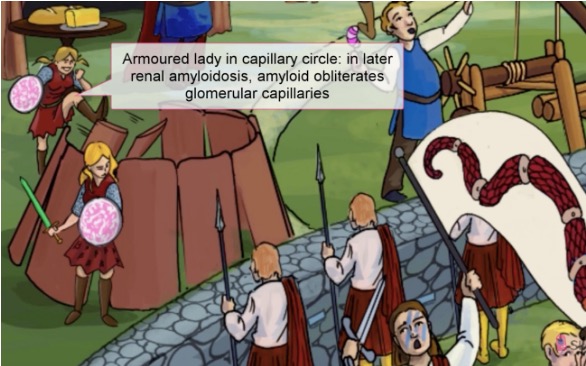 Armoured lady in capillary circle: in later
renal amyloidosis, amyloid obliterates
glomerular capillaries